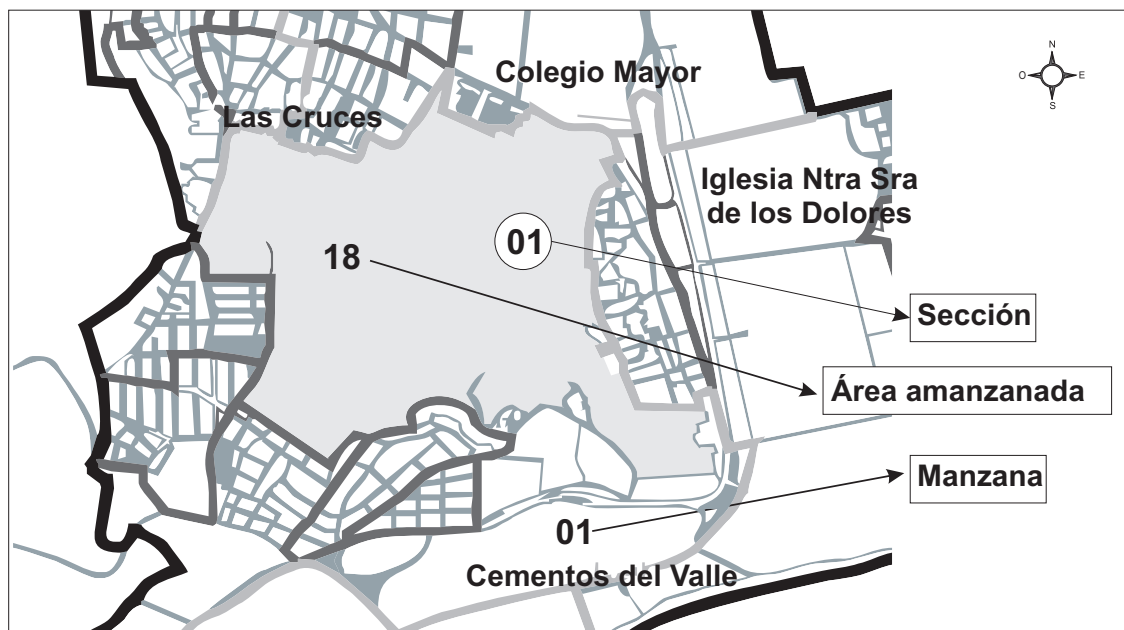 N
O
E
S
Colegio Mayor
Las Cruces
Iglesia Ntra Sra
de los Dolores
01
18
Sección
Área amanzanada
Manzana
01
Cementos del Valle